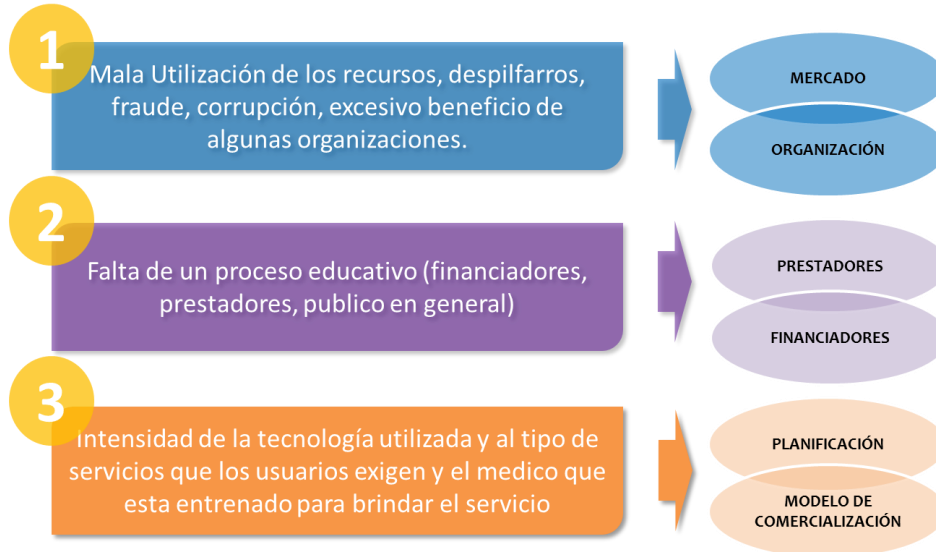 1
Mala Utilización de los recursos, despilfarros,
fraude, corrupción, excesivo beneficio de
algunas organizaciones.
MERCADO
ORGANIZACIÓN
2
Falta de un proceso educativo (financiadores,
prestadores, publico en general)
PRESTADORES
FINANCIADORES
3
Intensidad de la tecnología utilizada y al tipo de
servicios que los usuarios exigen y el medico que
esta entrenado para brindar el servicio
PLANIFICACIÓN
MODELO DE
COMERCIALIZACIÓN